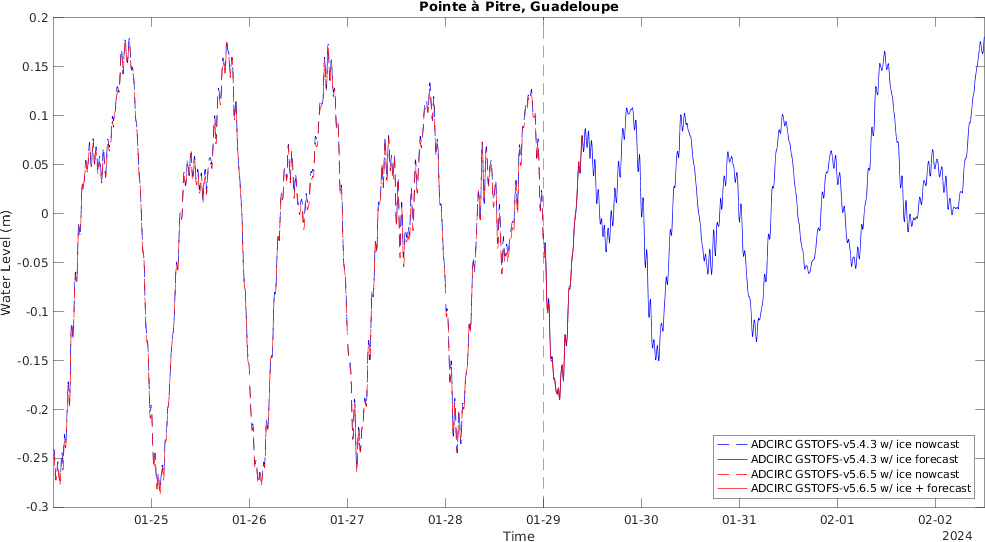 Pointe à Pitre, Guadeloupe
0.2
0.15
0.1
0.05
0
-0.05
-0.1
-0.15
-0.2
-0.25
-0.3
Water Level (m)
ADCIRC GSTOFS-v5.4.3 w/ ice nowcast
ADCIRC GSTOFS-v5.4.3 w/ ice forecast
ADCIRC GSTOFS-v5.6.5 w/ ice nowcast
ADCIRC GSTOFS-v5.6.5 w/ ice + forecast
01-25 01-26 01-27 01-28 01-29 01-30 01-31 02-01 02-02
Time
2024